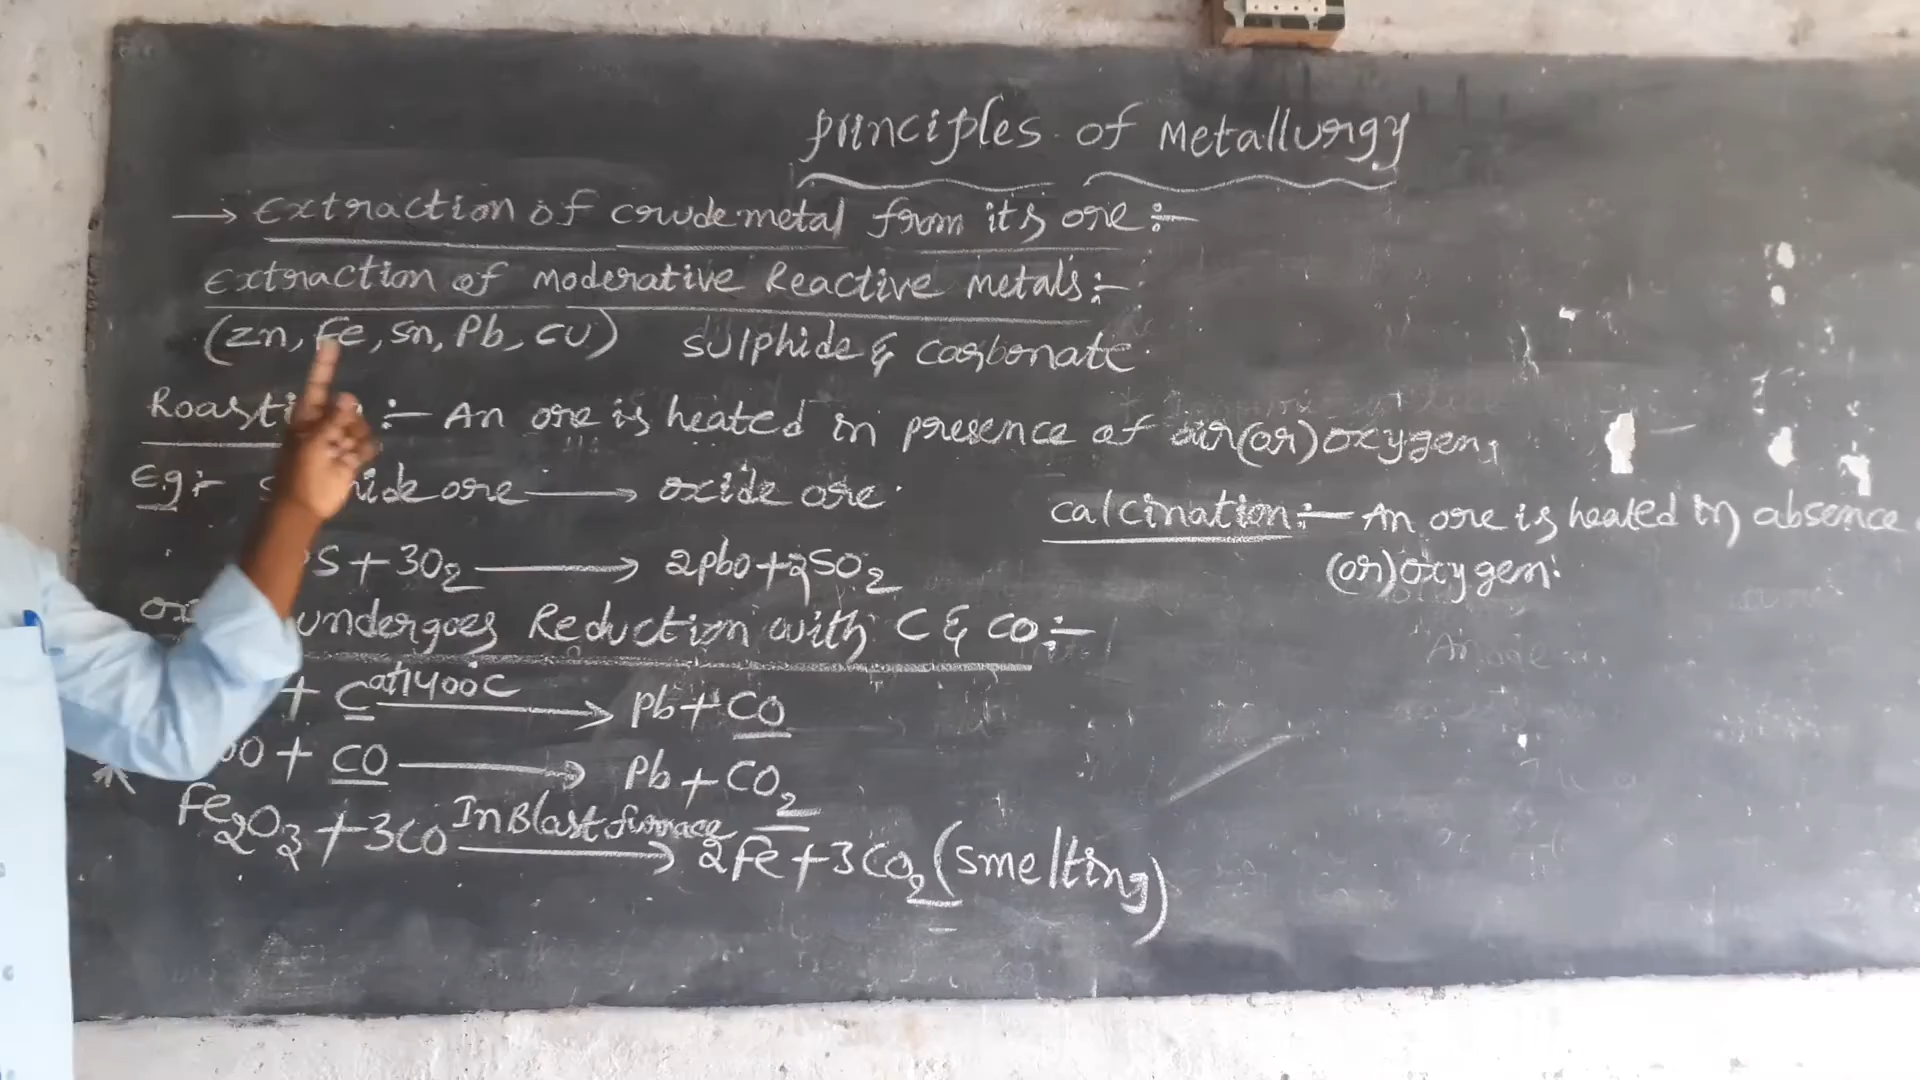 Principles of Metallurgy
→ Extraction of crude metal from its ore :-
Extraction of moderative Reactive metals :-
(Zn, Fe, Sn, Pb, Cu) sulphide & carbonate.
:- An ore is heated in presence of air (or) oxygen,
Eg:- ore → oxide ore.
S + 3O₂ → 2PbO + 2SO₂
undergoes Reduction with C & CO :-
+ C at 1400C → Pb + CO
O + CO → Pb + CO₂
Fe₂O₃ + 3CO In Blast furnace → 2Fe + 3CO₂ (smelting)
calcination :- An ore is heated in absence
(or) oxygen.